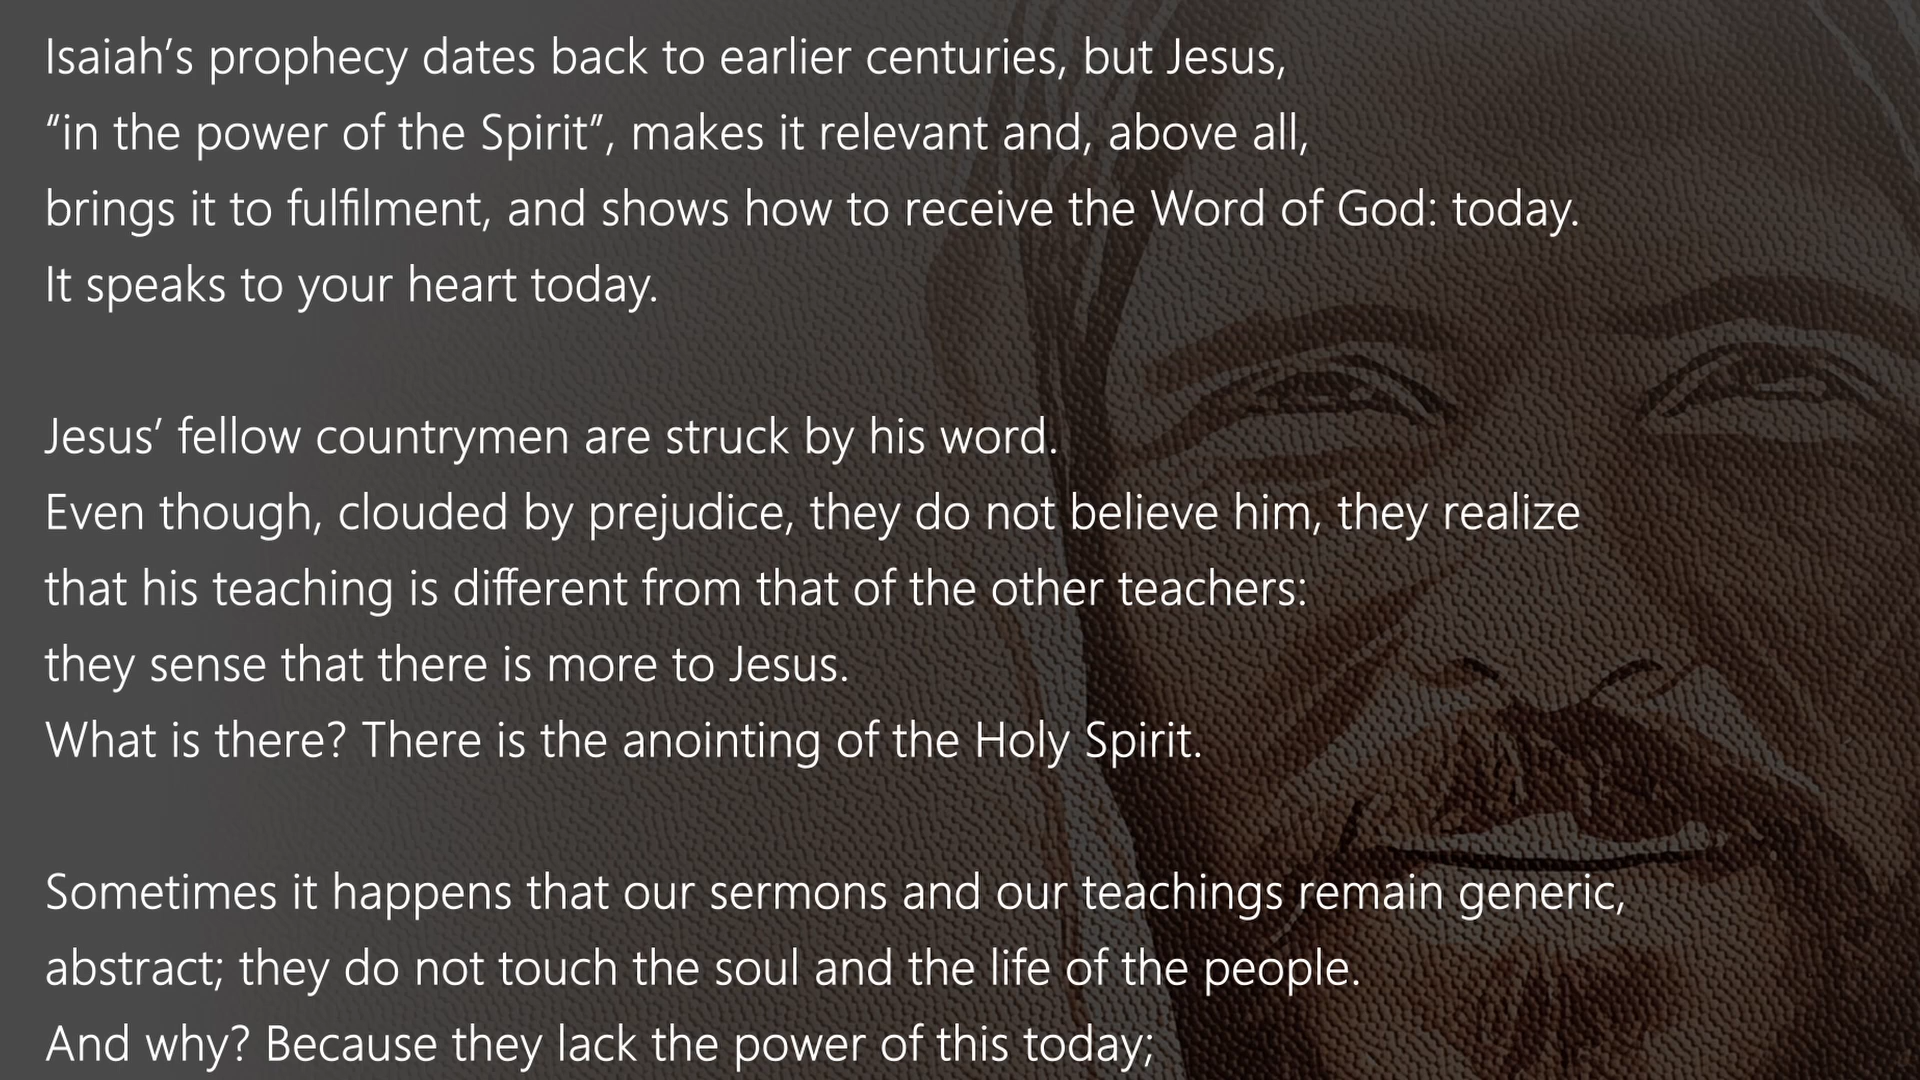 Isaiah’s prophecy dates back to earlier centuries, but Jesus,
“in the power of the Spirit”, makes it relevant and, above all,
brings it to fulfilment, and shows how to receive the Word of God: today.
It speaks to your heart today.
Jesus’ fellow countrymen are struck by his word.
Even though, clouded by prejudice, they do not believe him, they realize
that his teaching is different from that of the other teachers:
they sense that there is more to Jesus.
What is there? There is the anointing of the Holy Spirit.
Sometimes it happens that our sermons and our teachings remain generic,
abstract; they do not touch the soul and the life of the people.
And why? Because they lack the power of this today;